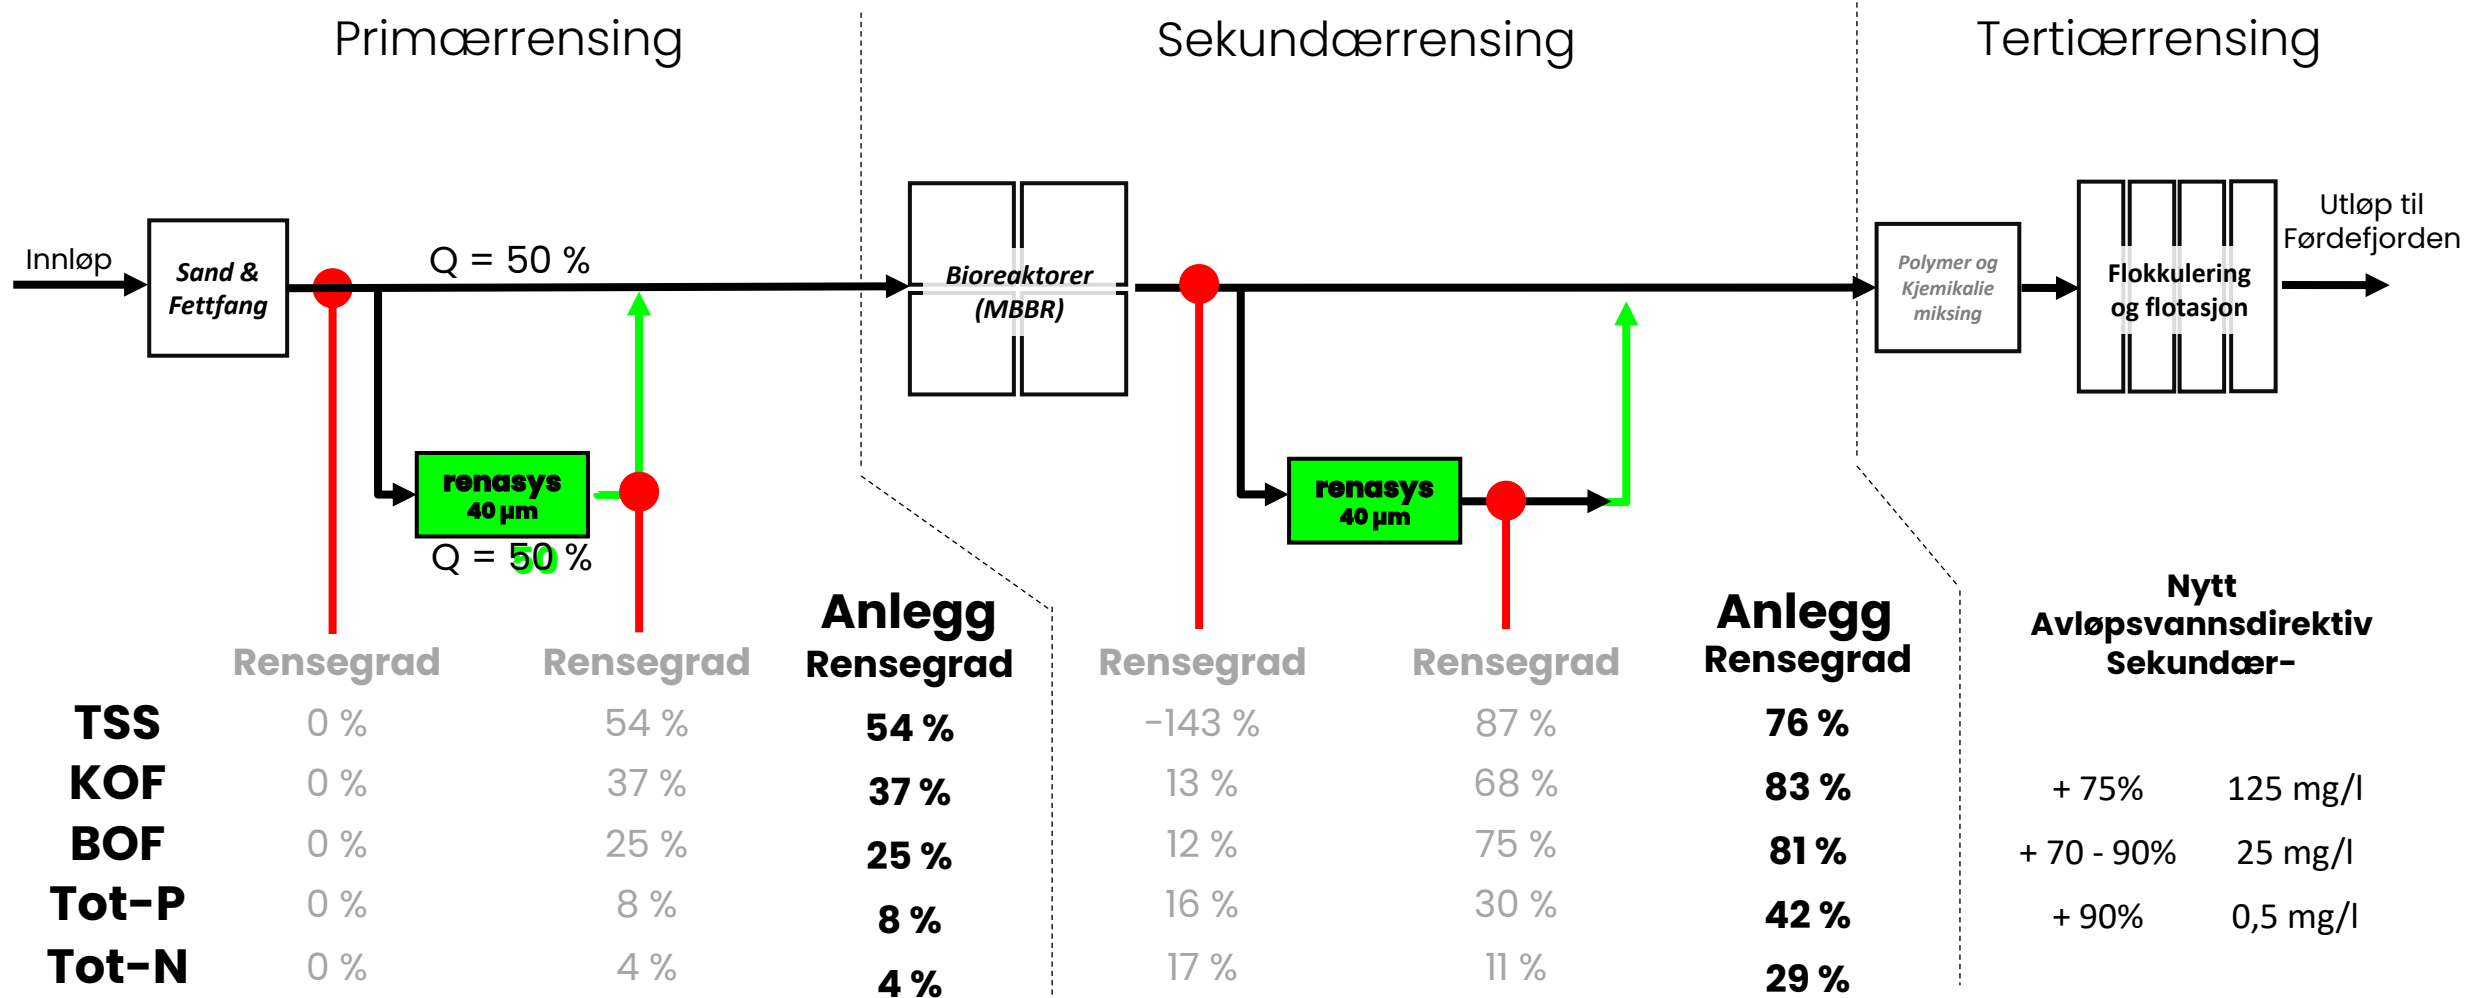 Primærrensing
Sekundærrensing
Tertiærrensing
Innløp
Sand &
Fettfang
Q = 50 %
renasys
40 µm
Q = 50 %
Bioreaktorer
(MBBR)
renasys
40 µm
Polymer og
Kjemikalie
miksing
Flokkulering
og flotasjon
Utløp til
Førdefjorden
Rensegrad
Rensegrad
Anlegg
Rensegrad
Rensegrad
Rensegrad
Anlegg
Rensegrad
Nytt
Avløpsvannsdirektiv
Sekundær-
TSS 0 % 54 % 54 % -143 % 87 % 76 %
KOF 0 % 37 % 37 % 13 % 68 % 83 % + 75% 125 mg/l
BOF 0 % 25 % 25 % 12 % 75 % 81 % + 70 - 90% 25 mg/l
Tot-P 0 % 8 % 8 % 16 % 30 % 42 % + 90% 0,5 mg/l
Tot-N 0 % 4 % 4 % 17 % 11 % 29 %